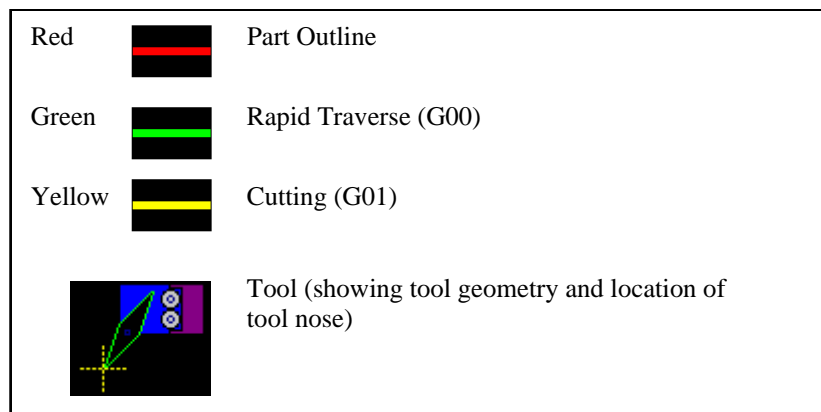 Red Part Outline
Green Rapid Traverse (G00)
Yellow Cutting (G01)
Tool (showing tool geometry and location of
tool nose)